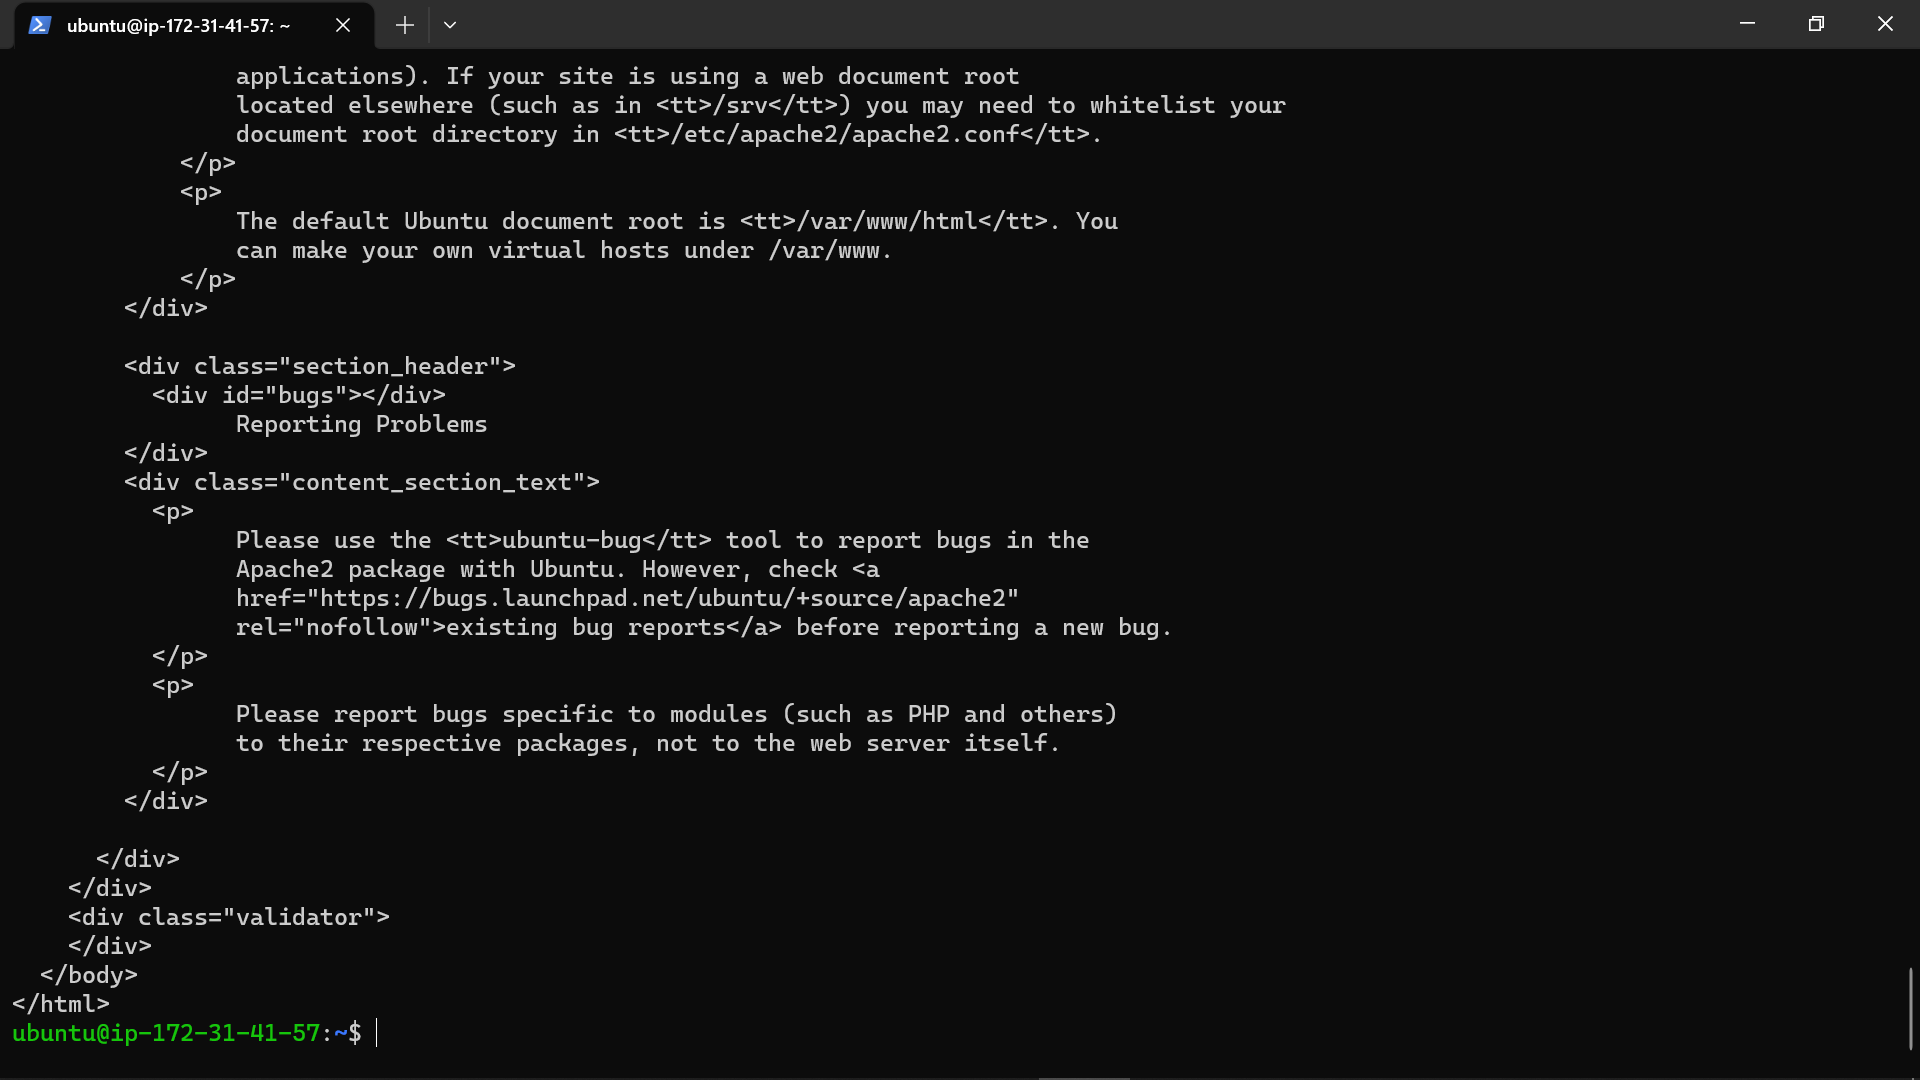 ubuntu@ip-172-31-41-57: ~
applications). If your site is using a web document root
located elsewhere (such as in <tt>/srv</tt>) you may need to whitelist your
document root directory in <tt>/etc/apache2/apache2.conf</tt>.
</p>
<p>
The default Ubuntu document root is <tt>/var/www/html</tt>. You
can make your own virtual hosts under /var/www.
</p>
</div>
<div class="section_header">
<div id="bugs"></div>
Reporting Problems
</div>
<div class="content_section_text">
<p>
Please use the <tt>ubuntu-bug</tt> tool to report bugs in the
Apache2 package with Ubuntu. However, check <a
href="https://bugs.launchpad.net/ubuntu/+source/apache2"
rel="nofollow">existing bug reports</a> before reporting a new bug.
</p>
<p>
Please report bugs specific to modules (such as PHP and others)
to their respective packages, not to the web server itself.
</p>
</div>
</div>
</div>
<div class="validator">
</div>
</body>
</html>
ubuntu@ip-172-31-41-57:~$